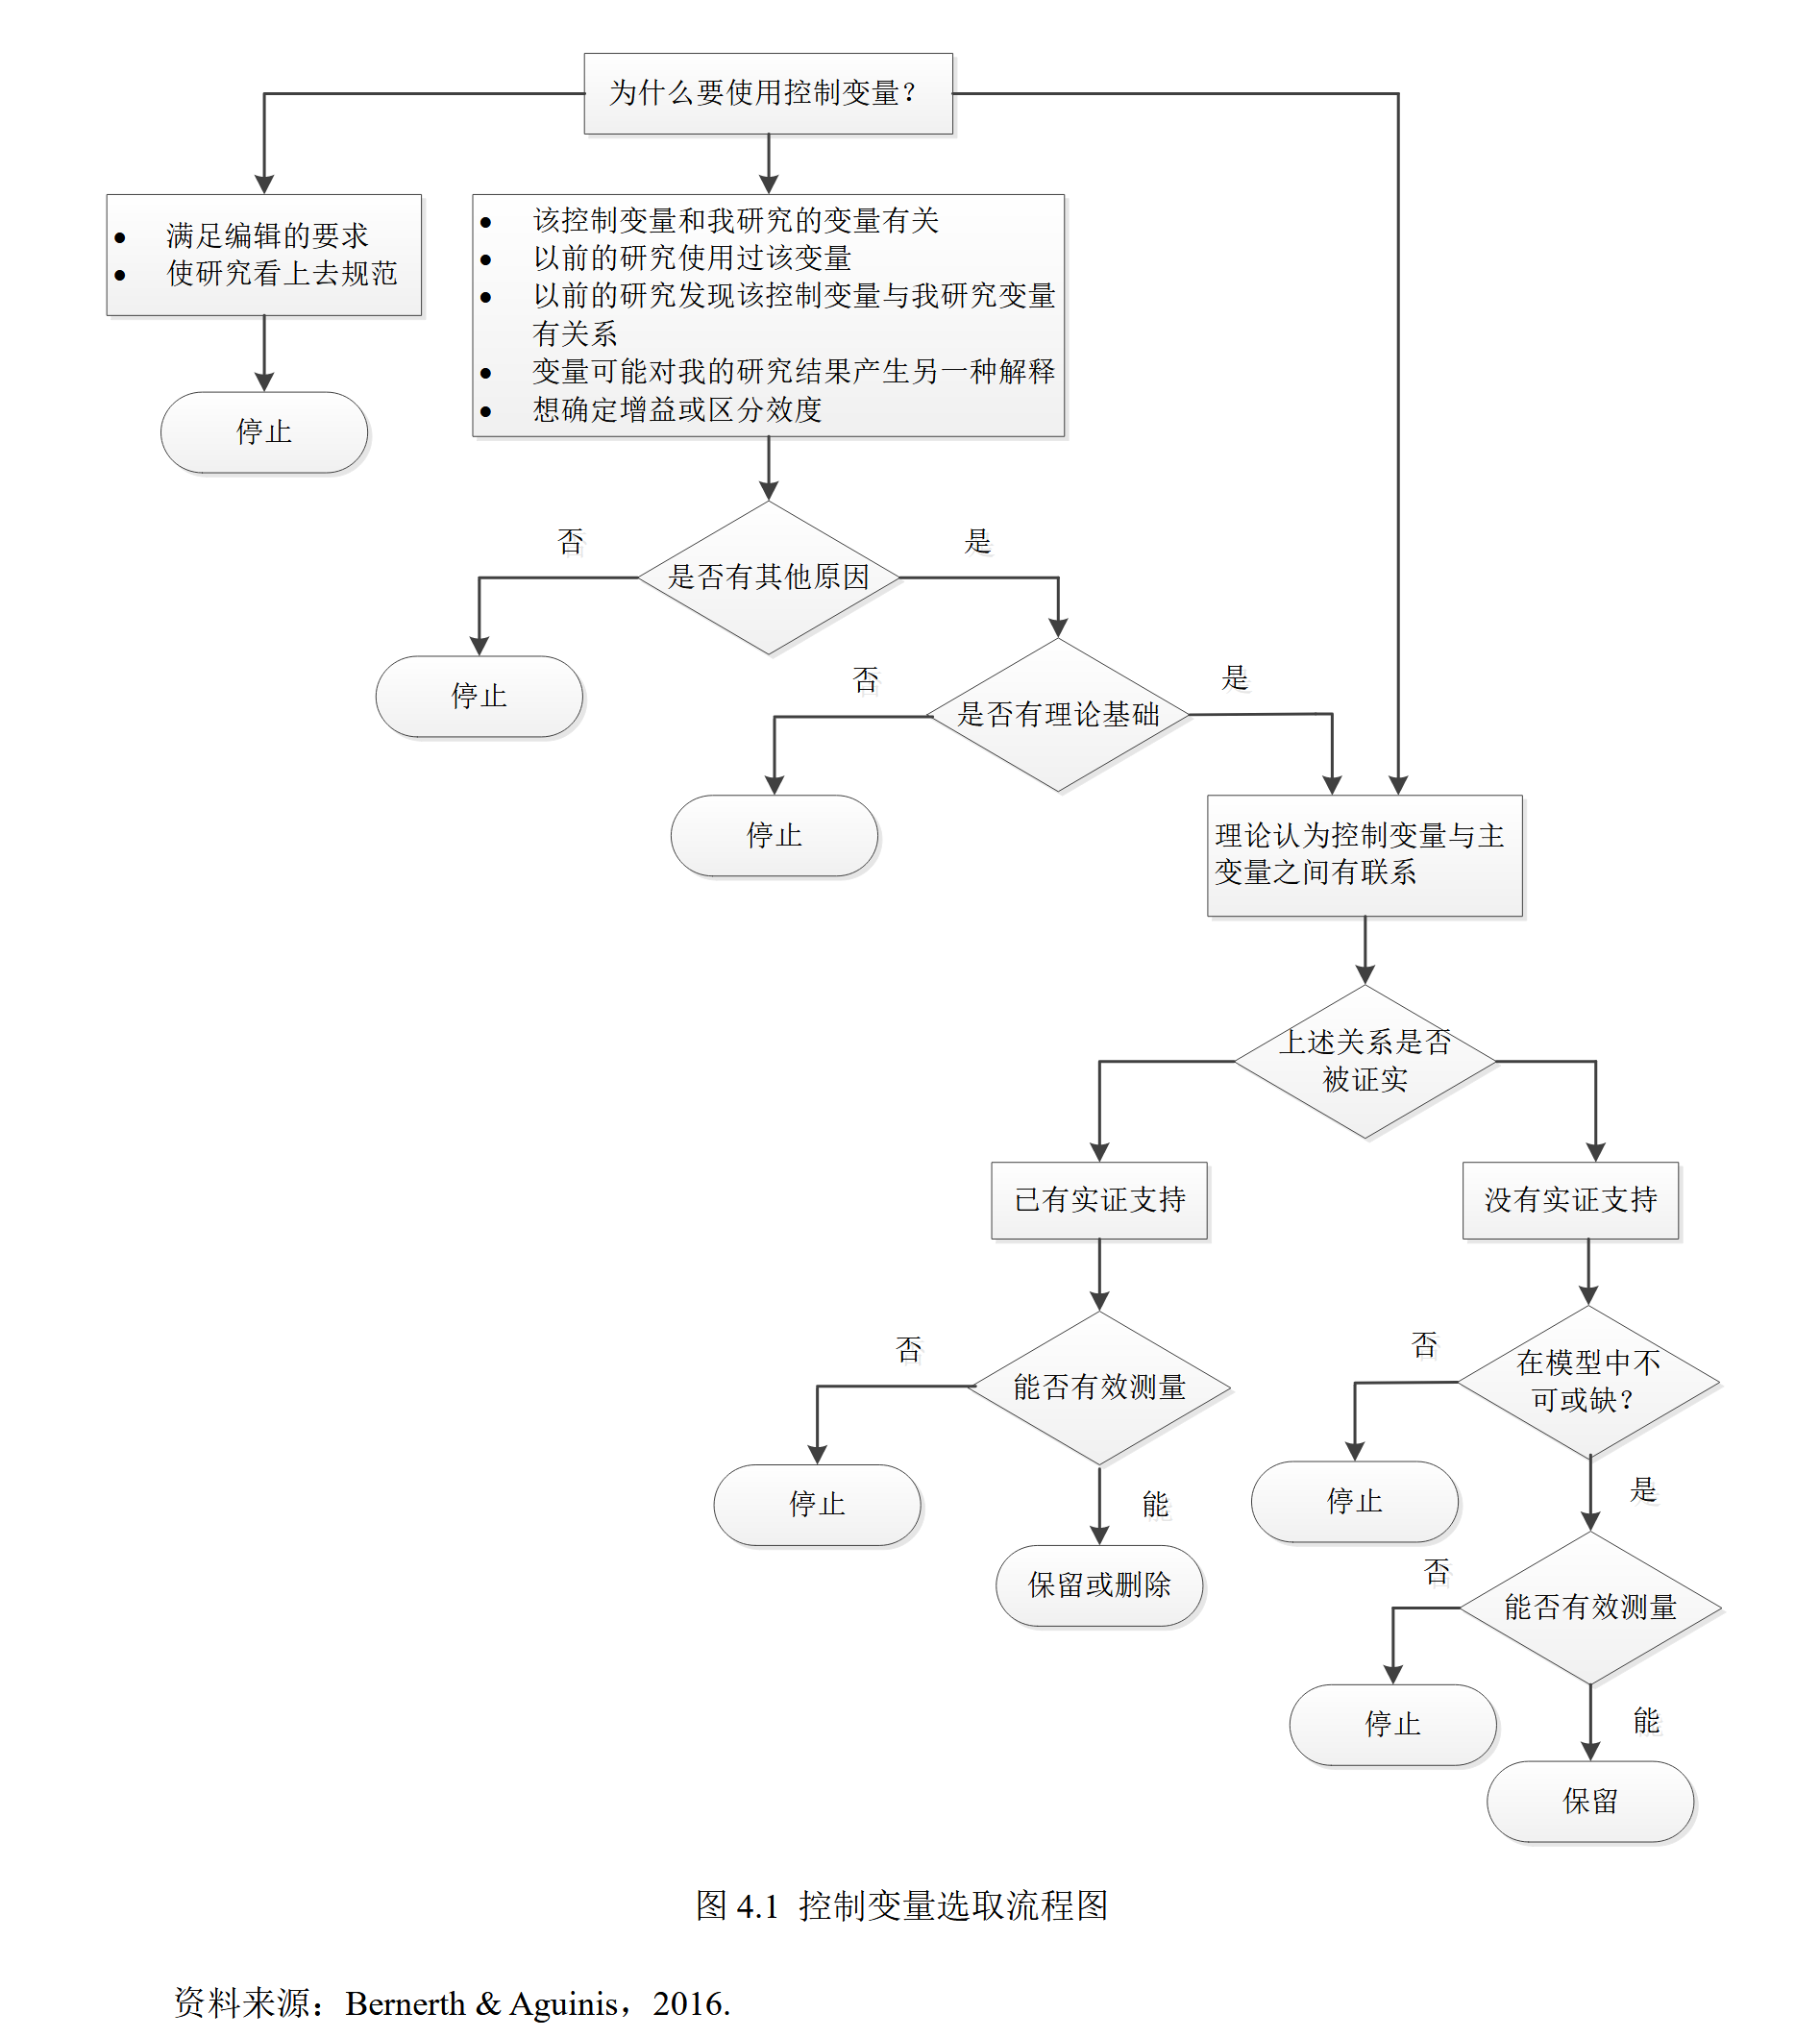 为什么要使用控制变量？
● 满足编辑的要求
● 使研究看上去规范
● 该控制变量和我研究的变量有关
● 以前的研究使用过该变量
● 以前的研究发现该控制变量与我研究变量
有关系
● 变量可能对我的研究结果产生另一种解释
● 想确定增益或区分效度
停止
否
是
是否有其他原因
停止
否
是
是否有理论基础
停止
理论认为控制变量与主
变量之间有联系
上述关系是否
被证实
已有实证支持
没有实证支持
否
能否有效测量
否
在模型中不
可或缺？
停止
能
保留或删除
停止
是
否
能否有效测量
停止
能
保留
图 4.1 控制变量选取流程图
资料来源：Bernerth & Aguinis，2016.